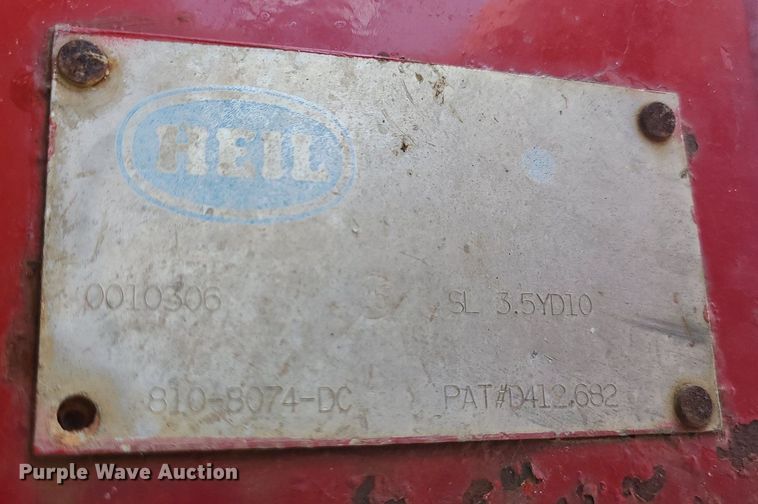 HEIL
0010306
SL 3.5YD10
810-8074-DC
PAT#D412,682
Purple Wave Auction